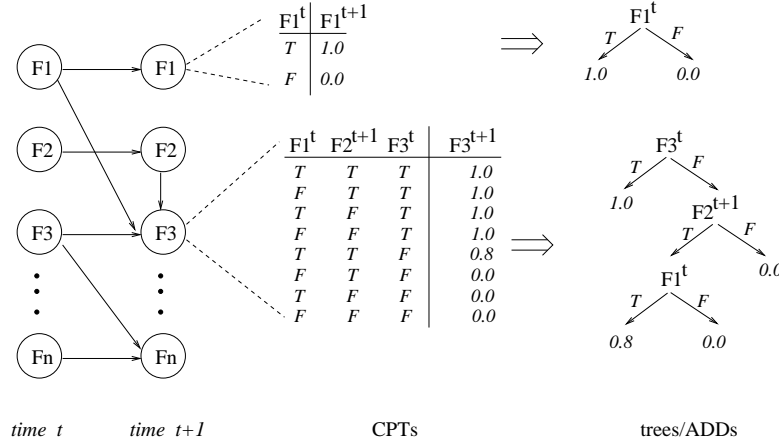 F1^t F1^t+1
T 1.0
F 0.0
F1^t
T F
1.0 0.0
F1 F1
F2 F2
F3 F3
Fn Fn
F1^t F2^t+1 F3^t F3^t+1
T T T 1.0
F T T 1.0
T F T 1.0
F F T 1.0
T T F 0.8
F T F 0.0
T F F 0.0
F F F 0.0
F3^t
T F
1.0 F2^t+1
T F
F1^t 0.0
T F
0.8 0.0
time t time t+1 CPTs trees/ADDs